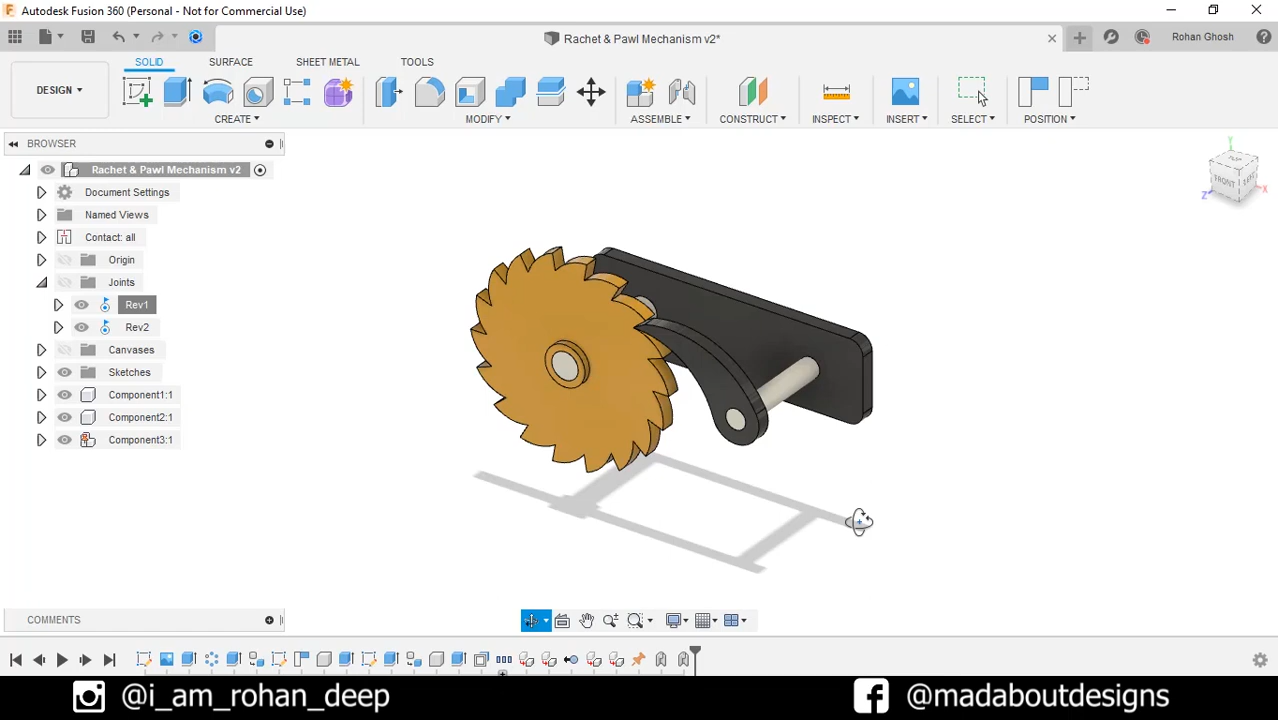 Autodesk Fusion 360 (Personal - Not for Commercial Use)
Rachet & Pawl Mechanism v2*
Rohan Ghosh
SOLID SURFACE SHEET METAL TOOLS
DESIGN
CREATE MODIFY ASSEMBLE CONSTRUCT INSPECT INSERT SELECT POSITION
BROWSER
Rachet & Pawl Mechanism v2
Document Settings
Named Views
Contact: all
Origin
Joints
Rev1
Rev2
Canvases
Sketches
Component1:1
Component2:1
Component3:1
Y
TOP
FRONT
X
Z
COMMENTS
@i_am_rohan_deep @madaboutdesigns